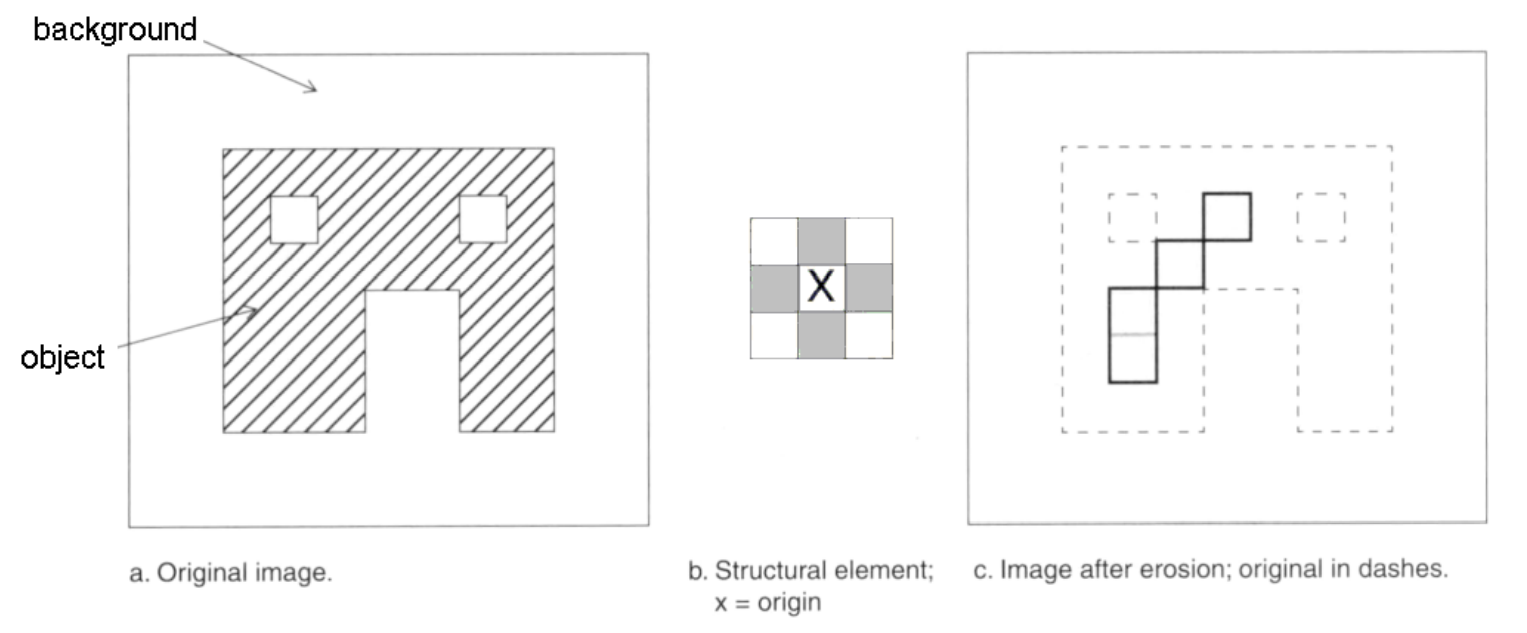 background
object
X
a. Original image.
b. Structural element;
x = origin
c. Image after erosion; original in dashes.